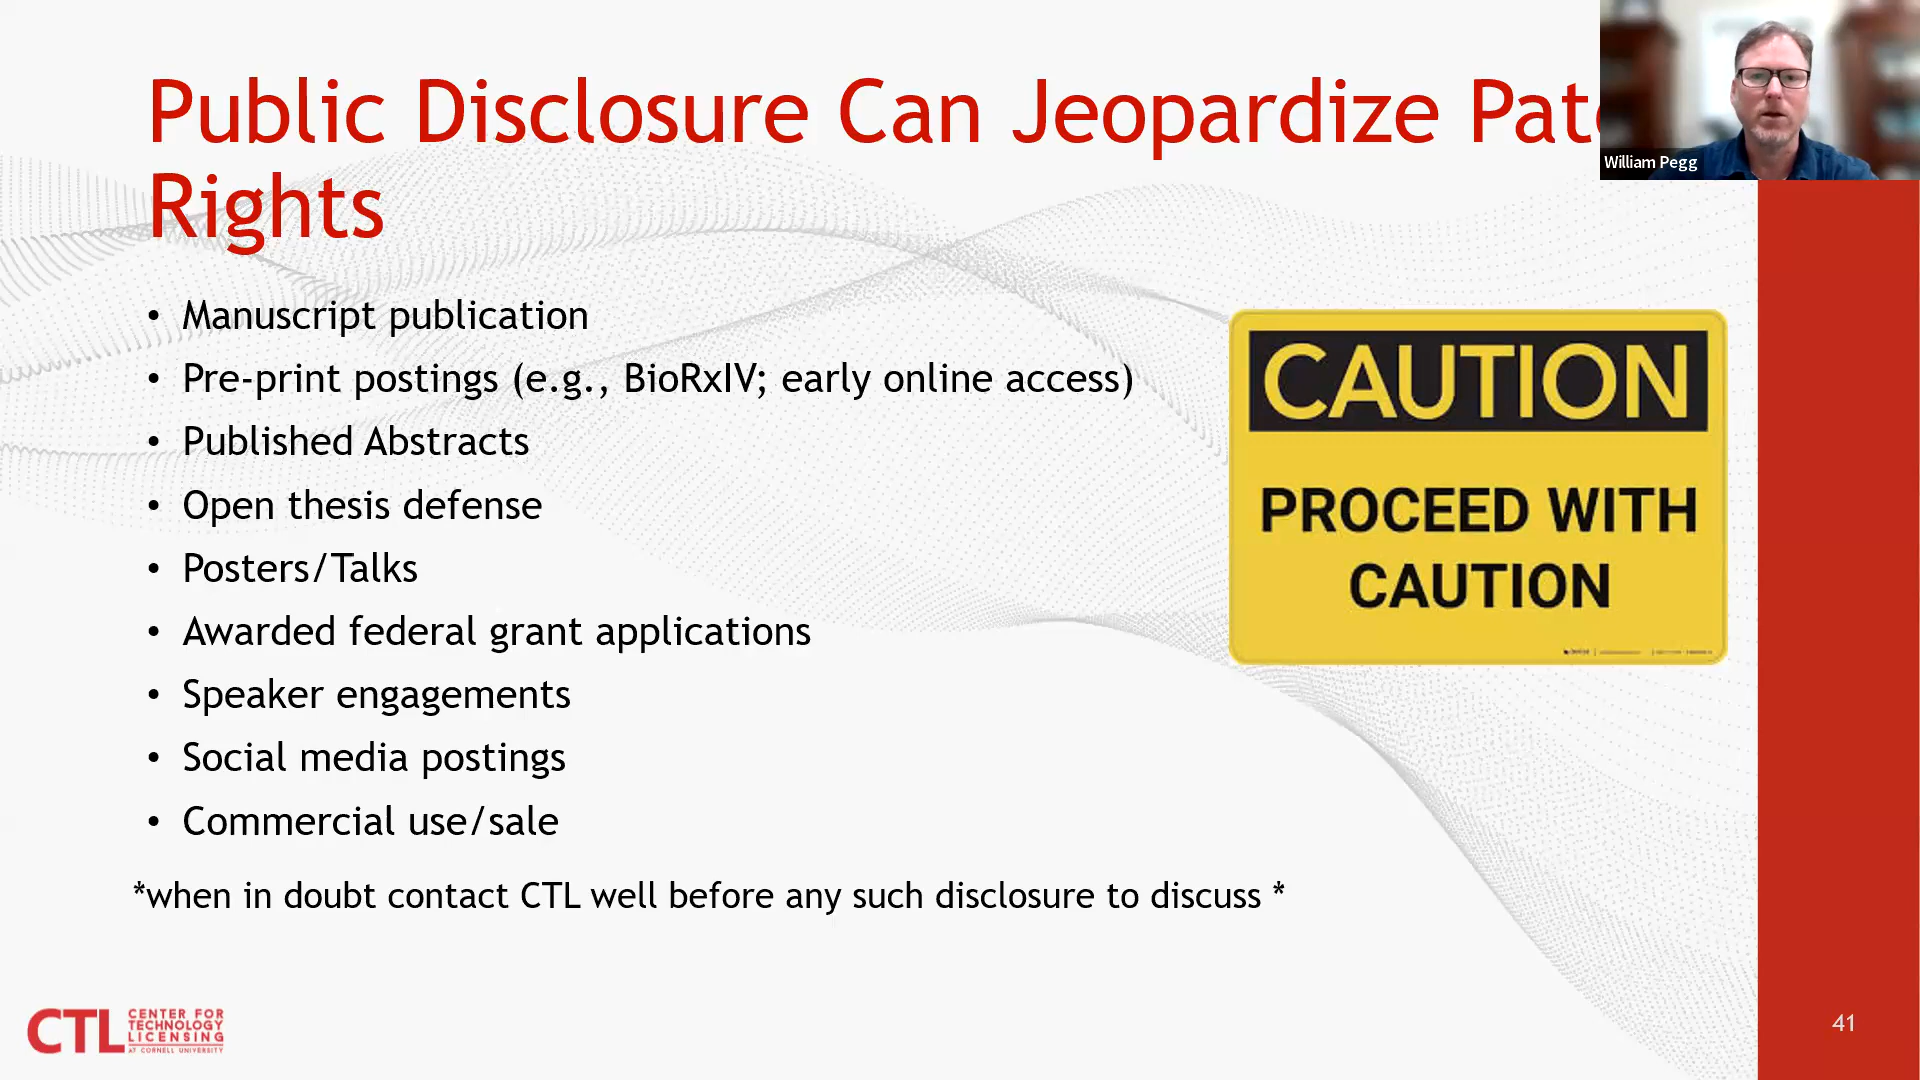 Public Disclosure Can Jeopardize Pat
Rights
William Pegg
• Manuscript publication
• Pre-print postings (e.g., BioRxIV; early online access)
• Published Abstracts
• Open thesis defense
• Posters/Talks
• Awarded federal grant applications
• Speaker engagements
• Social media postings
• Commercial use/sale
*when in doubt contact CTL well before any such disclosure to discuss *
CAUTION
PROCEED WITH
CAUTION
CTL
CENTER FOR
TECHNOLOGY
LICENSING
AT CORNELL UNIVERSITY
41